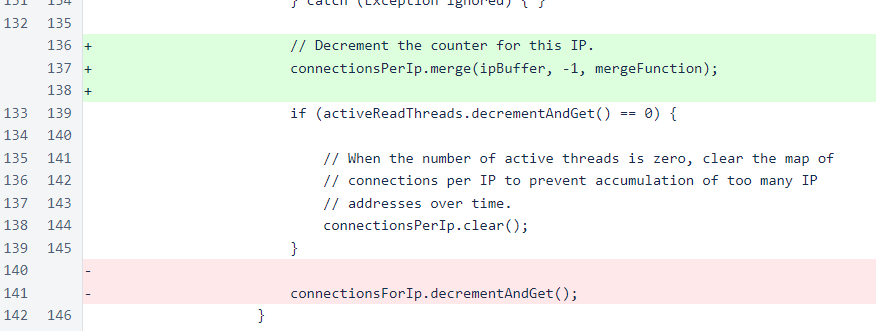 131 134 } catch (Exception ignored) { }
132 135
136 + // Decrement the counter for this IP.
137 + connectionsPerIp.merge(ipBuffer, -1, mergeFunction);
138 +
133 139 if (activeReadThreads.decrementAndGet() == 0) {
134 140
135 141 // When the number of active threads is zero, clear the map of
136 142 // connections per IP to prevent accumulation of too many IP
137 143 // addresses over time.
138 144 connectionsPerIp.clear();
139 145 }
140 -
141 - connectionsForIp.decrementAndGet();
142 146 }